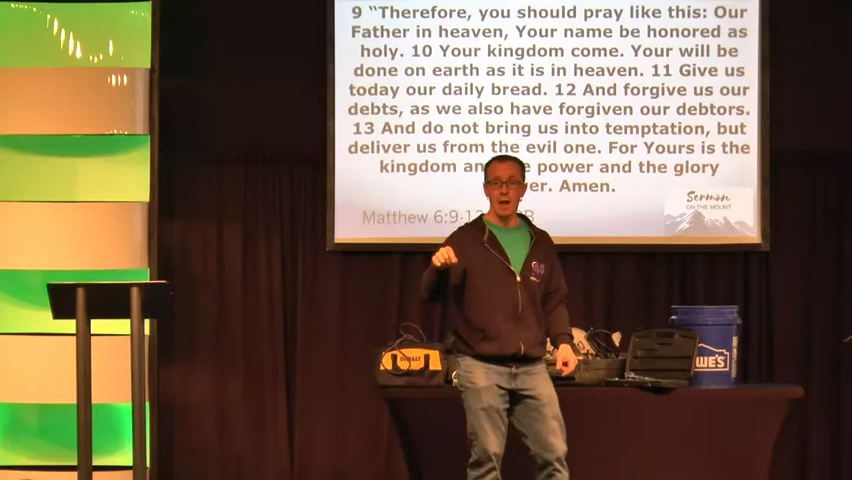 9 “Therefore, you should pray like this: Our
Father in heaven, Your name be honored as
holy. 10 Your kingdom come. Your will be
done on earth as it is in heaven. 11 Give us
today our daily bread. 12 And forgive us our
debts, as we also have forgiven our debtors.
13 And do not bring us into temptation, but
deliver us from the evil one. For Yours is the
kingdom an e power and the glory
er. Amen.
Sermon
ON THE MOUNT
Matthew 6:9-1 B
DEWALT
WE'S